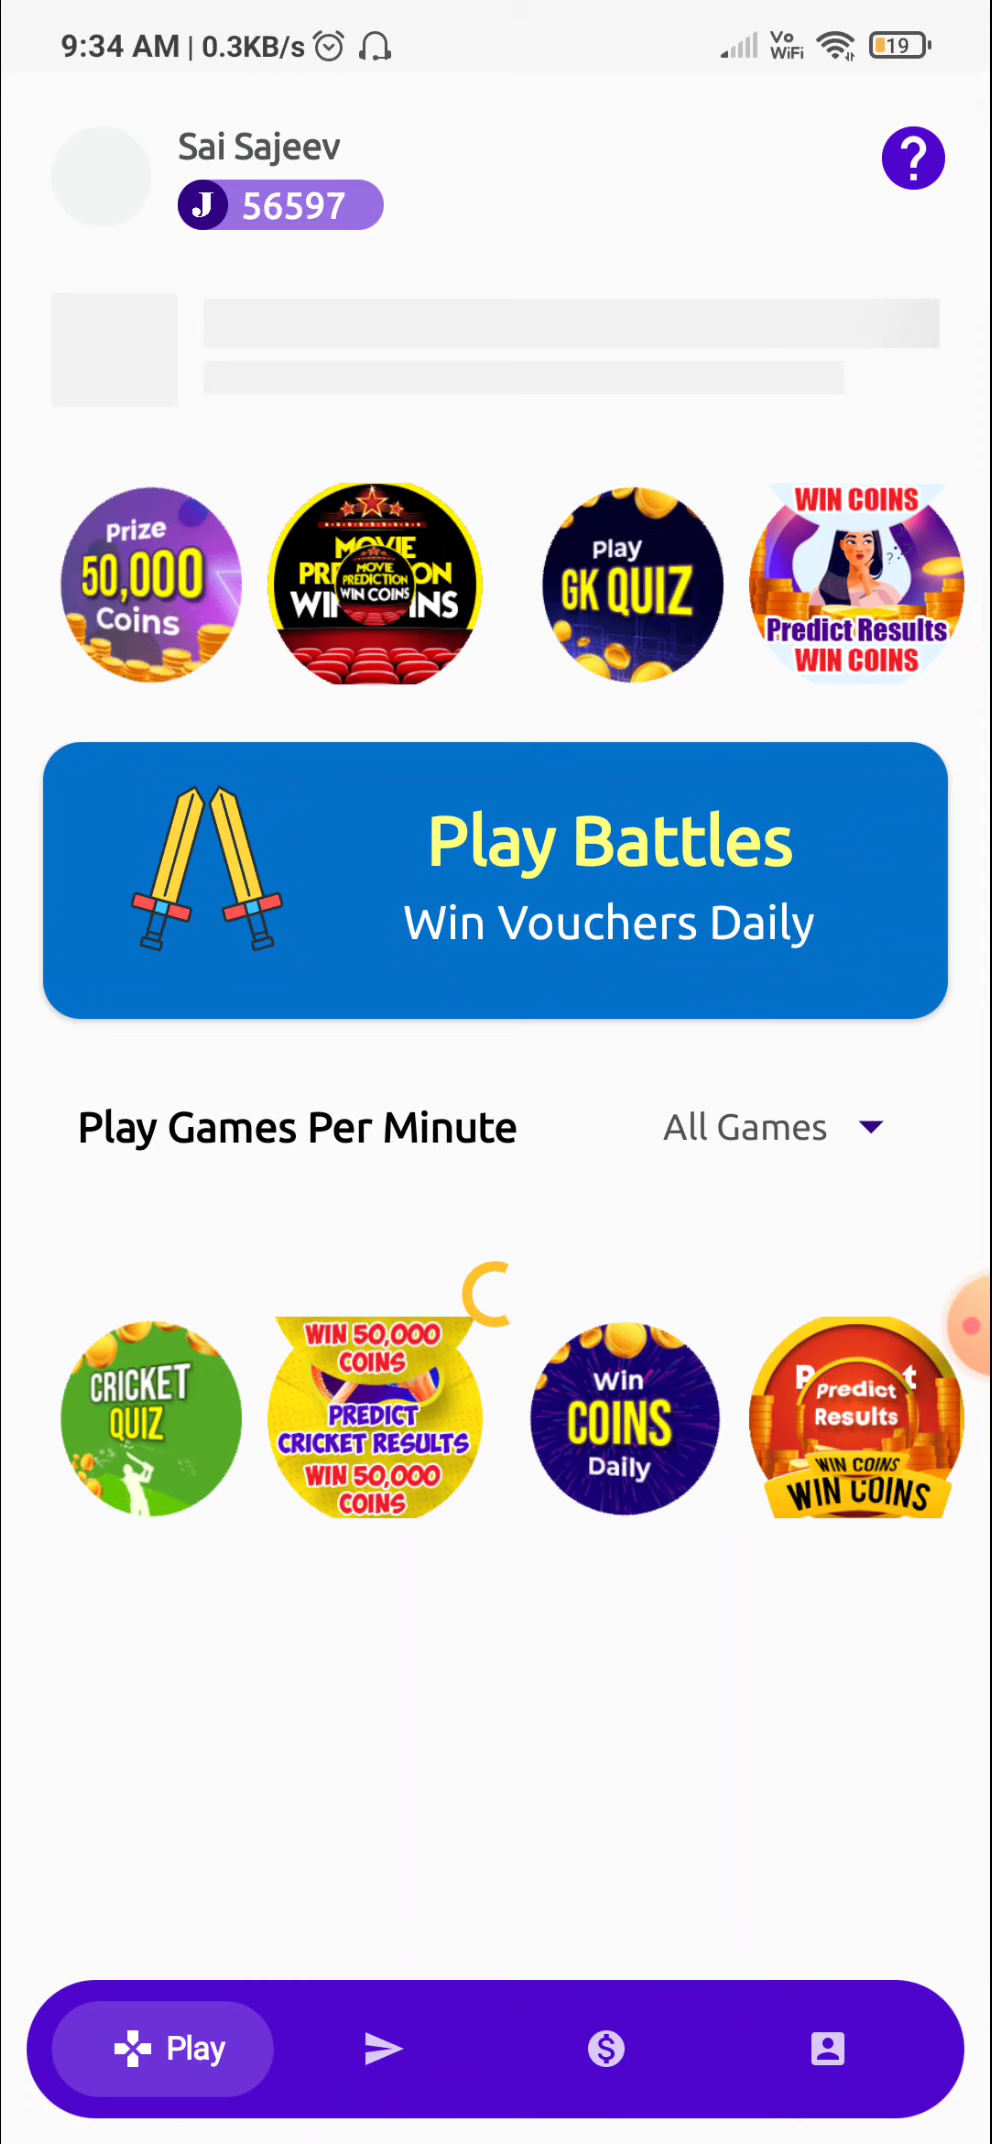 9:34 AM | 0.3KB/s
Vo
WiFi
19
Sai Sajeev
J 56597
?
Prize
50,000
Coins
MOVIE
PREDICTION
WIN COINS
Play
GK QUIZ
WIN COINS
Predict Results
WIN COINS
Play Battles
Win Vouchers Daily
Play Games Per Minute
All Games
CRICKET
QUIZ
WIN 50,000
COINS
PREDICT
CRICKET RESULTS
WIN 50,000
COINS
Win
COINS
Daily
Predict
Results
WIN COINS
WIN COINS
Play